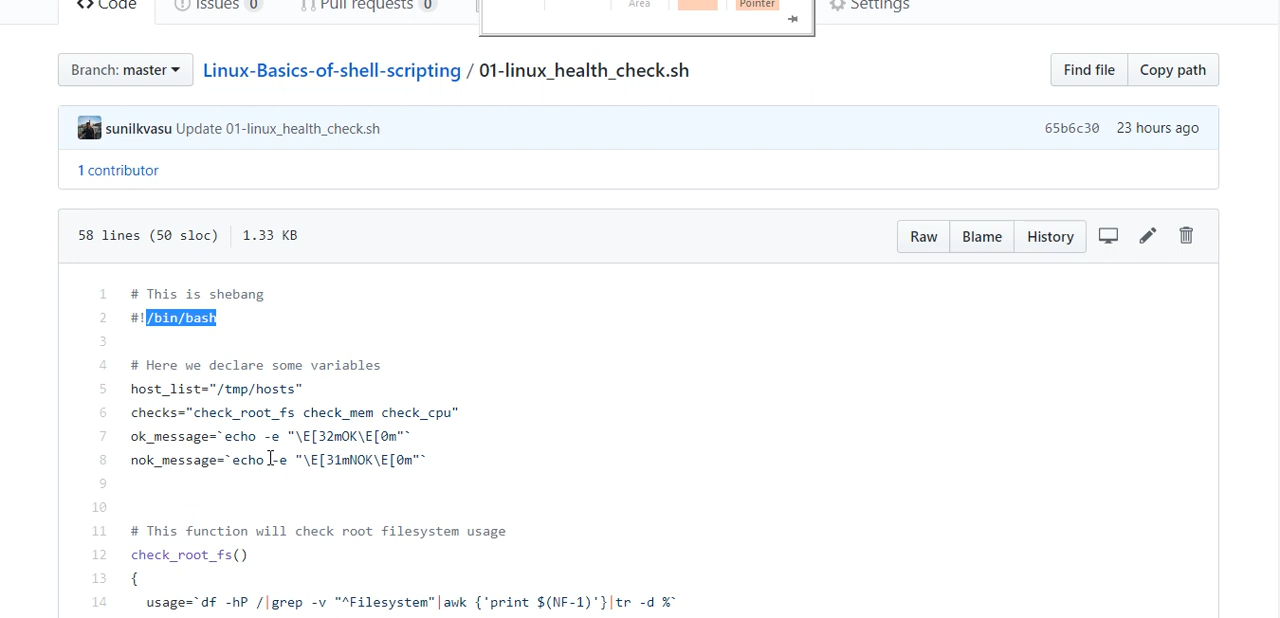 Code Issues 0 Pull requests 0 Area Pointer Settings
Branch: master Linux-Basics-of-shell-scripting / 01-linux_health_check.sh Find file Copy path
sunilkvasu Update 01-linux_health_check.sh 65b6c30 23 hours ago
1 contributor
58 lines (50 sloc) 1.33 KB Raw Blame History
1 # This is shebang
2 #!/bin/bash
3
4 # Here we declare some variables
5 host_list="/tmp/hosts"
6 checks="check_root_fs check_mem check_cpu"
7 ok_message=`echo -e "\E[32mOK\E[0m"`
8 nok_message=`echo -e "\E[31mNOK\E[0m"`
9
10
11 # This function will check root filesystem usage
12 check_root_fs()
13 {
14 usage=`df -hP /|grep -v "^Filesystem"|awk {'print $(NF-1)'}|tr -d %`